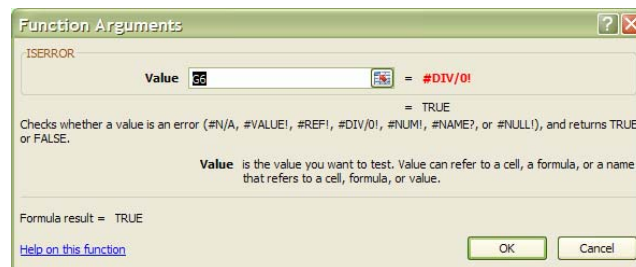 Function Arguments
ISERROR
Value G6 = #DIV/0!
= TRUE
Checks whether a value is an error (#N/A, #VALUE!, #REF!, #DIV/0!, #NUM!, #NAME?, or #NULL!), and returns TRUE
or FALSE.
Value is the value you want to test. Value can refer to a cell, a formula, or a name
that refers to a cell, formula, or value.
Formula result = TRUE
Help on this function
OK Cancel